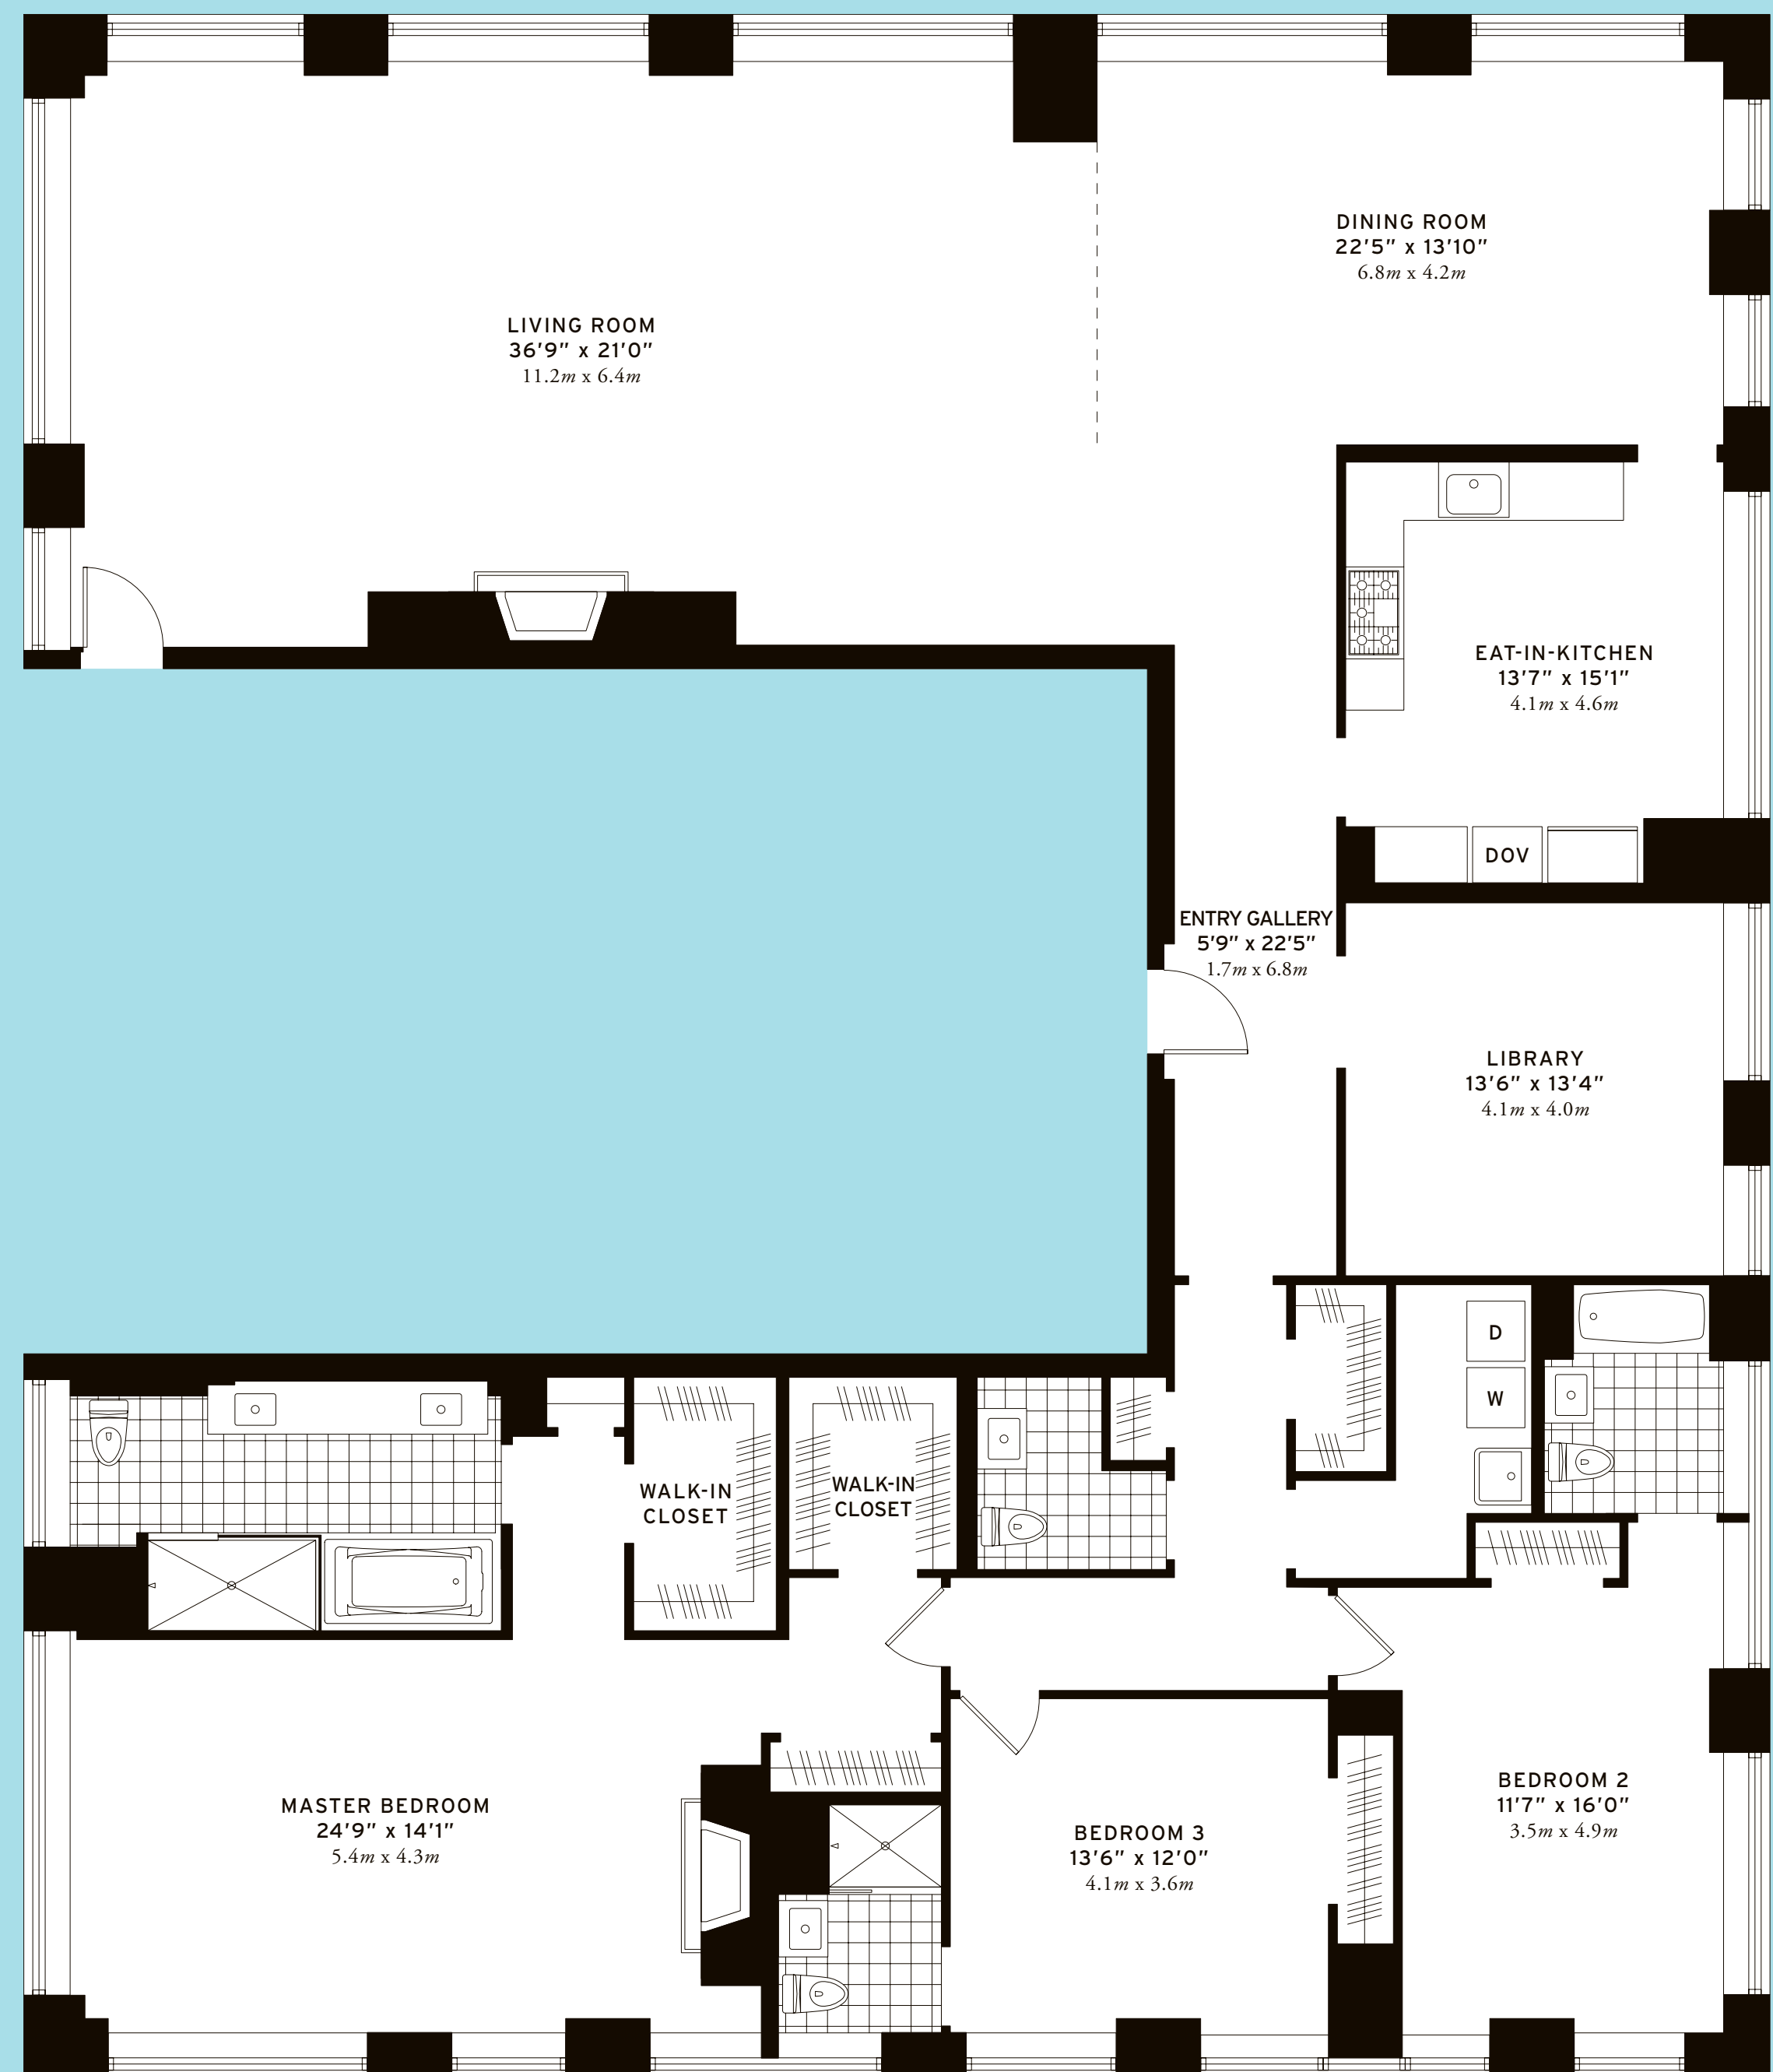 DINING ROOM
22'5" x 13'10"
6.8m x 4.2m
LIVING ROOM
36'9" x 21'0"
11.2m x 6.4m
EAT-IN-KITCHEN
13'7" x 15'1"
4.1m x 4.6m
DOV
ENTRY GALLERY
5'9" x 22'5"
1.7m x 6.8m
LIBRARY
13'6" x 13'4"
4.1m x 4.0m
D
W
WALK-IN
CLOSET
WALK-IN
CLOSET
MASTER BEDROOM
24'9" x 14'1"
5.4m x 4.3m
BEDROOM 3
13'6" x 12'0"
4.1m x 3.6m
BEDROOM 2
11'7" x 16'0"
3.5m x 4.9m